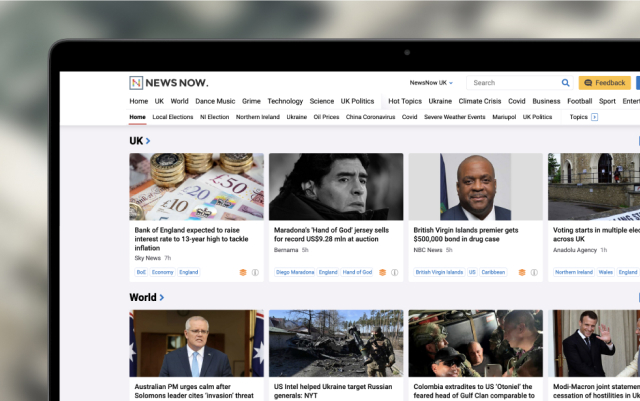 NEWS NOW.
NewsNow UK
Search
Feedback
Home UK World Dance Music Grime Technology Science UK Politics Hot Topics Ukraine Climate Crisis Covid Business Football Sport Entert
Home Local Elections NI Election Northern Ireland Ukraine Oil Prices China Coronavirus Covid Severe Weather Events Mariupol UK Politics Topics
UK
£50
£20
Bank of England expected to raise
interest rate to 13-year high to tackle
inflation
Sky News 7h
BoE Economy England
Maradona's 'Hand of God' jersey sells
for record US$9.28 mln at auction
Bernama 5h
Diego Maradona England Hand of God
British Virgin Islands premier gets
$500,000 bond in drug case
NBC News 5h
British Virgin Islands US Caribbean
Voting starts in multiple elec
across UK
Anadolu Agency 1h
Northern Ireland Wales England
World
Australian PM urges calm after
Solomons leader cites 'invasion' threat
US Intel helped Ukraine target Russian
generals: NYT
Colombia extradites to US 'Otoniel' the
feared head of Gulf Clan comparable to
Modi-Macron joint statement
cessation of hostilities in Uk